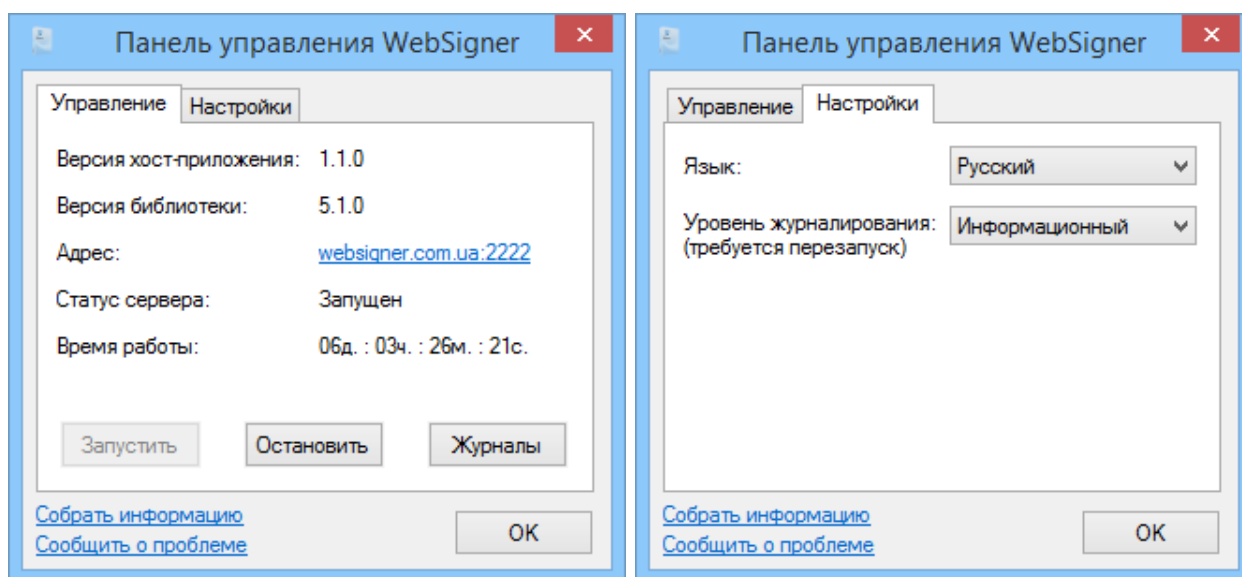 Панель управления WebSigner
Управление
Настройки
Версия хост-приложения: 1.1.0
Версия библиотеки: 5.1.0
Адрес: websigner.com.ua:2222
Статус сервера: Запущен
Время работы: 06д. : 03ч. : 26м. : 21с.
Запустить
Остановить
Журналы
Собрать информацию
Сообщить о проблеме
OK
Панель управления WebSigner
Управление
Настройки
Язык: Русский
Уровень журналирования: Информационный
(требуется перезапуск)
Собрать информацию
Сообщить о проблеме
OK